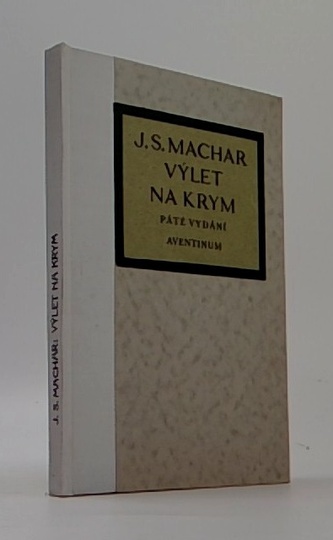 J. S. MACHAR
VÝLET
NA KRYM
PÁTÉ VYDÁNÍ
AVENTINUM
J. S. MACHAR: VÝLET NA KRYM